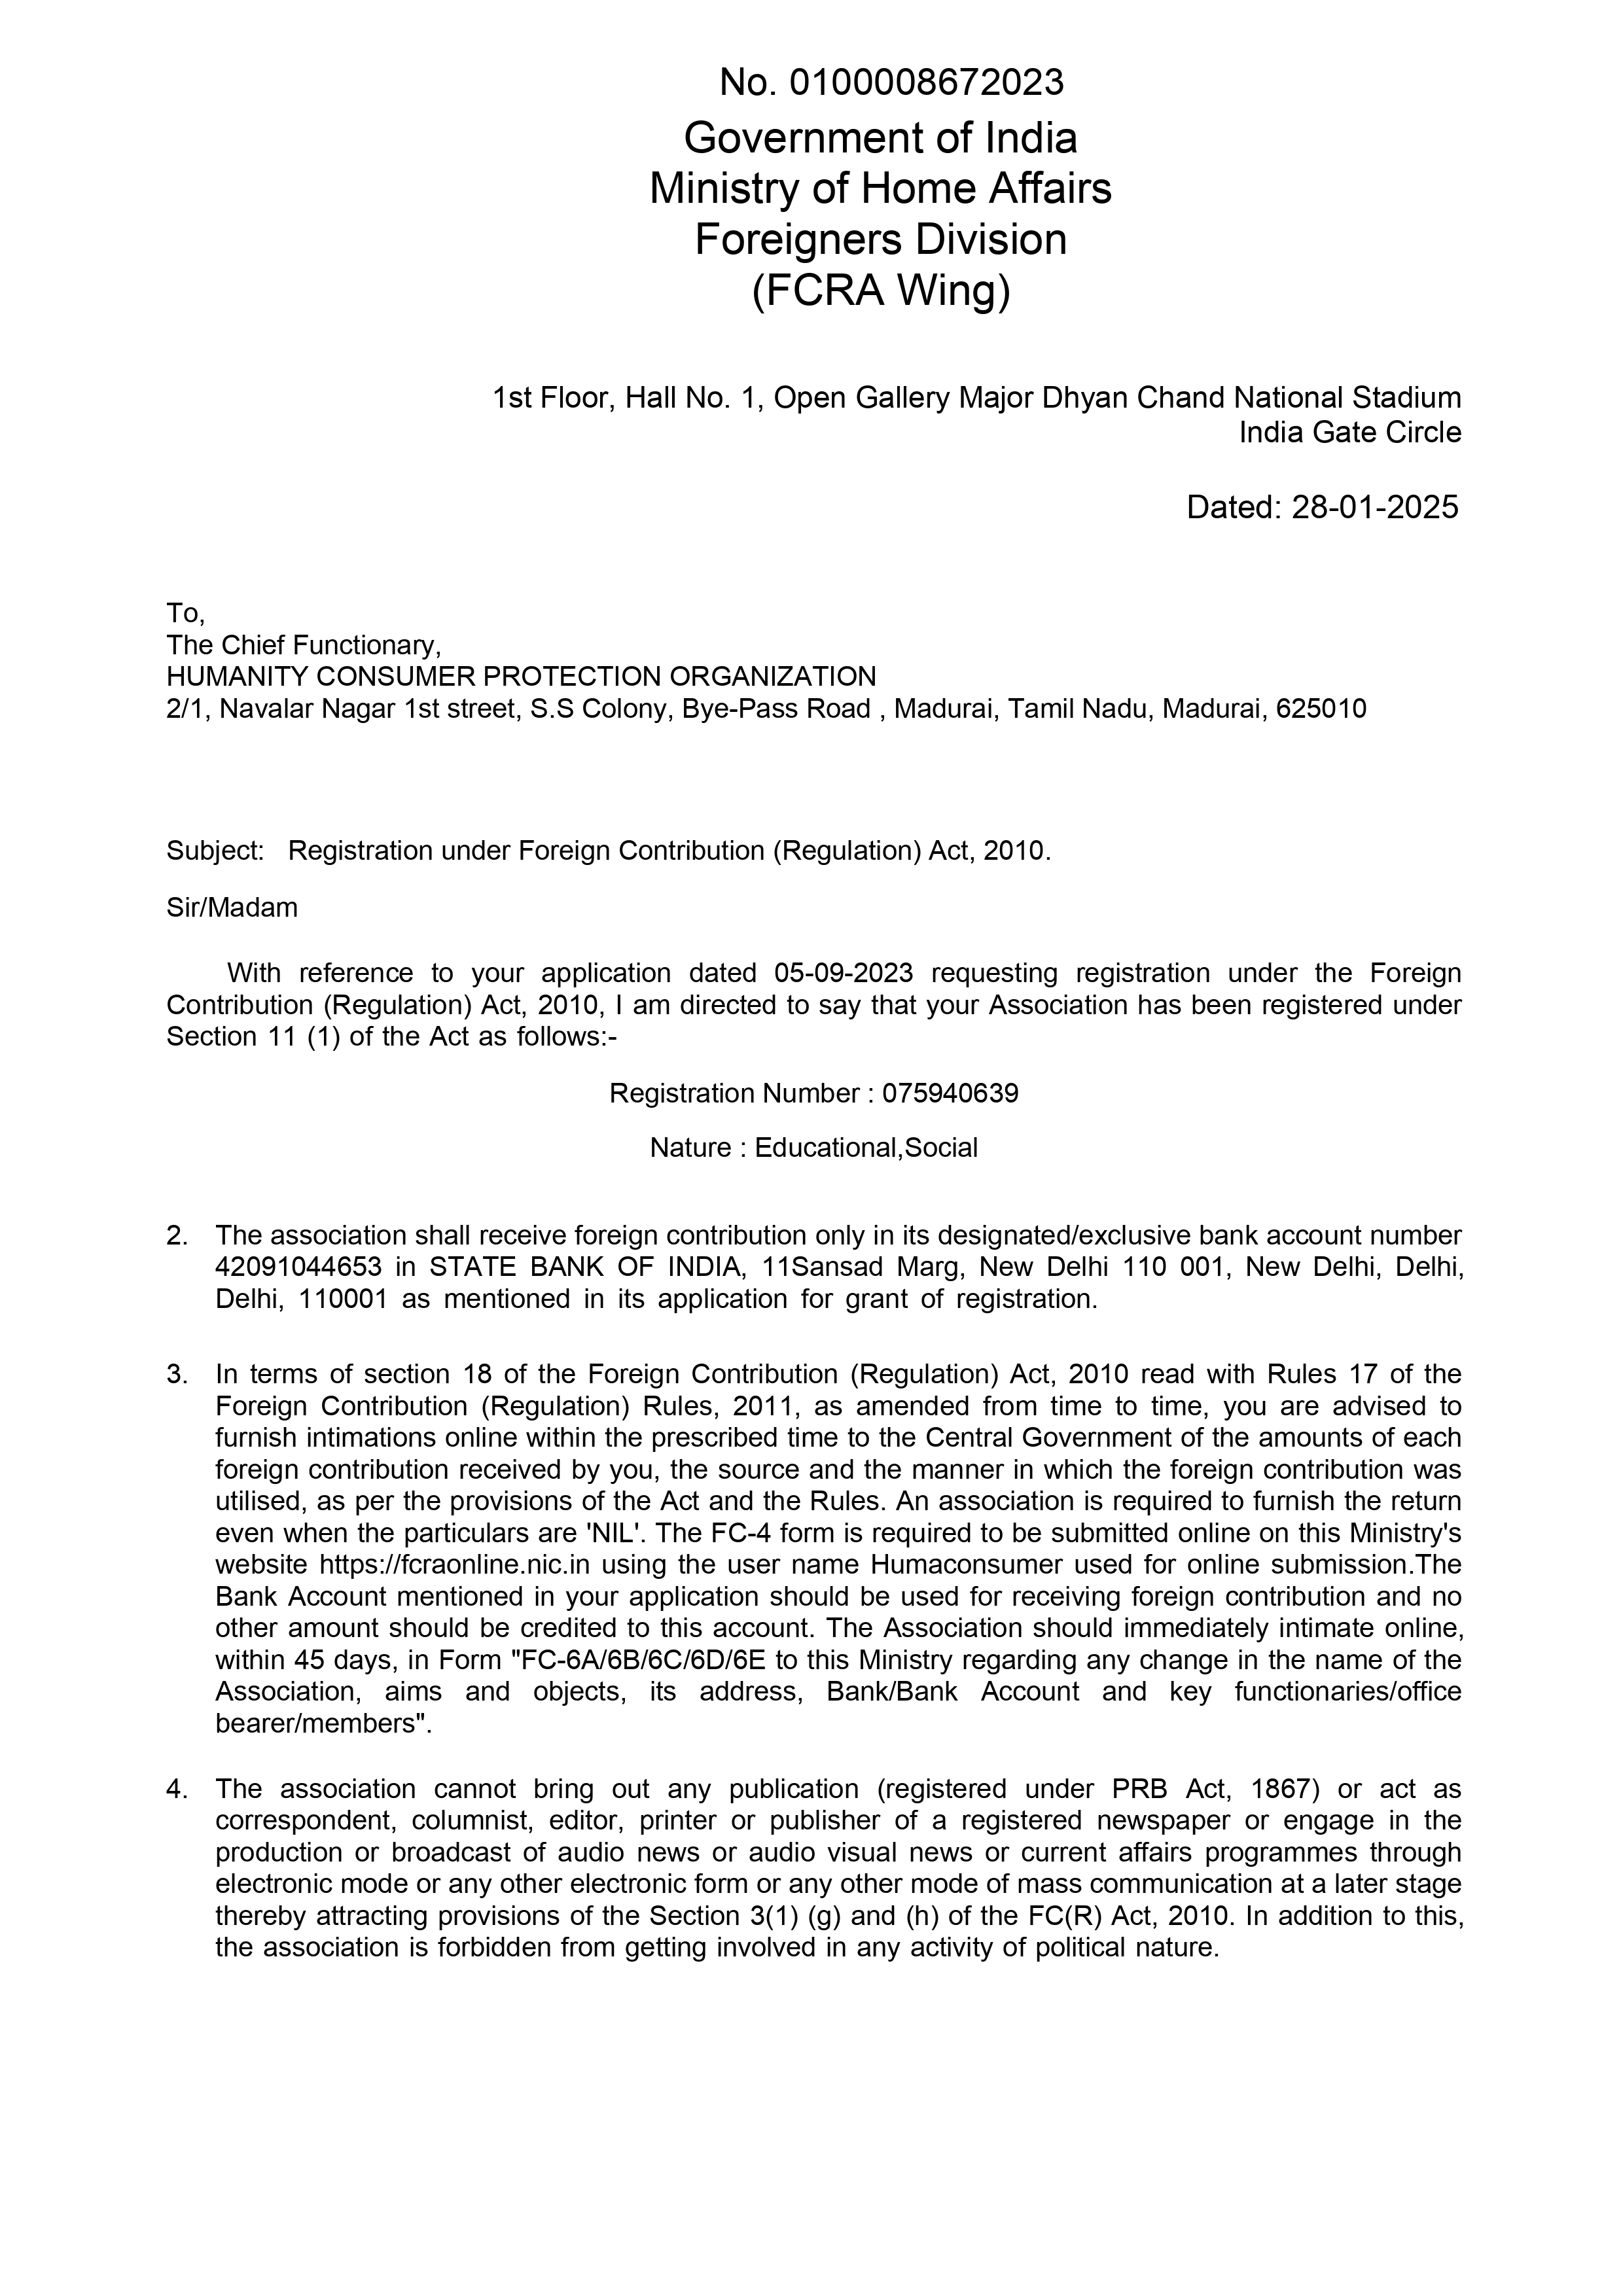 No. 0100008672023
Government of India
Ministry of Home Affairs
Foreigners Division
(FCRA Wing)
1st Floor, Hall No. 1, Open Gallery Major Dhyan Chand National Stadium
India Gate Circle
Dated: 28-01-2025
To,
The Chief Functionary,
HUMANITY CONSUMER PROTECTION ORGANIZATION
2/1, Navalar Nagar 1st street, S.S Colony, Bye-Pass Road , Madurai, Tamil Nadu, Madurai, 625010
Subject: Registration under Foreign Contribution (Regulation) Act, 2010.
Sir/Madam
With reference to your application dated 05-09-2023 requesting registration under the Foreign
Contribution (Regulation) Act, 2010, I am directed to say that your Association has been registered under
Section 11 (1) of the Act as follows:-
Registration Number : 075940639
Nature : Educational,Social
2. The association shall receive foreign contribution only in its designated/exclusive bank account number
42091044653 in STATE BANK OF INDIA, 11Sansad Marg, New Delhi 110 001, New Delhi, Delhi,
Delhi, 110001 as mentioned in its application for grant of registration.
3. In terms of section 18 of the Foreign Contribution (Regulation) Act, 2010 read with Rules 17 of the
Foreign Contribution (Regulation) Rules, 2011, as amended from time to time, you are advised to
furnish intimations online within the prescribed time to the Central Government of the amounts of each
foreign contribution received by you, the source and the manner in which the foreign contribution was
utilised, as per the provisions of the Act and the Rules. An association is required to furnish the return
even when the particulars are 'NIL'. The FC-4 form is required to be submitted online on this Ministry's
website https://fcraonline.nic.in using the user name Humaconsumer used for online submission.The
Bank Account mentioned in your application should be used for receiving foreign contribution and no
other amount should be credited to this account. The Association should immediately intimate online,
within 45 days, in Form "FC-6A/6B/6C/6D/6E to this Ministry regarding any change in the name of the
Association, aims and objects, its address, Bank/Bank Account and key functionaries/office
bearer/members".
4. The association cannot bring out any publication (registered under PRB Act, 1867) or act as
correspondent, columnist, editor, printer or publisher of a registered newspaper or engage in the
production or broadcast of audio news or audio visual news or current affairs programmes through
electronic mode or any other electronic form or any other mode of mass communication at a later stage
thereby attracting provisions of the Section 3(1) (g) and (h) of the FC(R) Act, 2010. In addition to this,
the association is forbidden from getting involved in any activity of political nature.